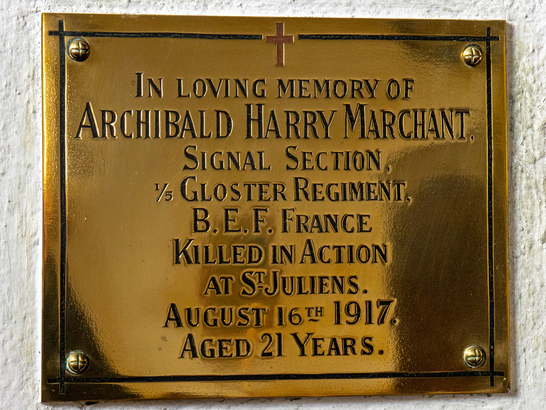 IN LOVING MEMORY OF
ARCHIBALD HARRY MARCHANT,
SIGNAL SECTION,
1/5 GLOSTER REGIMENT,
B.E.F. FRANCE
KILLED IN ACTION
AT ST JULIENS.
AUGUST 16TH 1917.
AGED 21 YEARS.